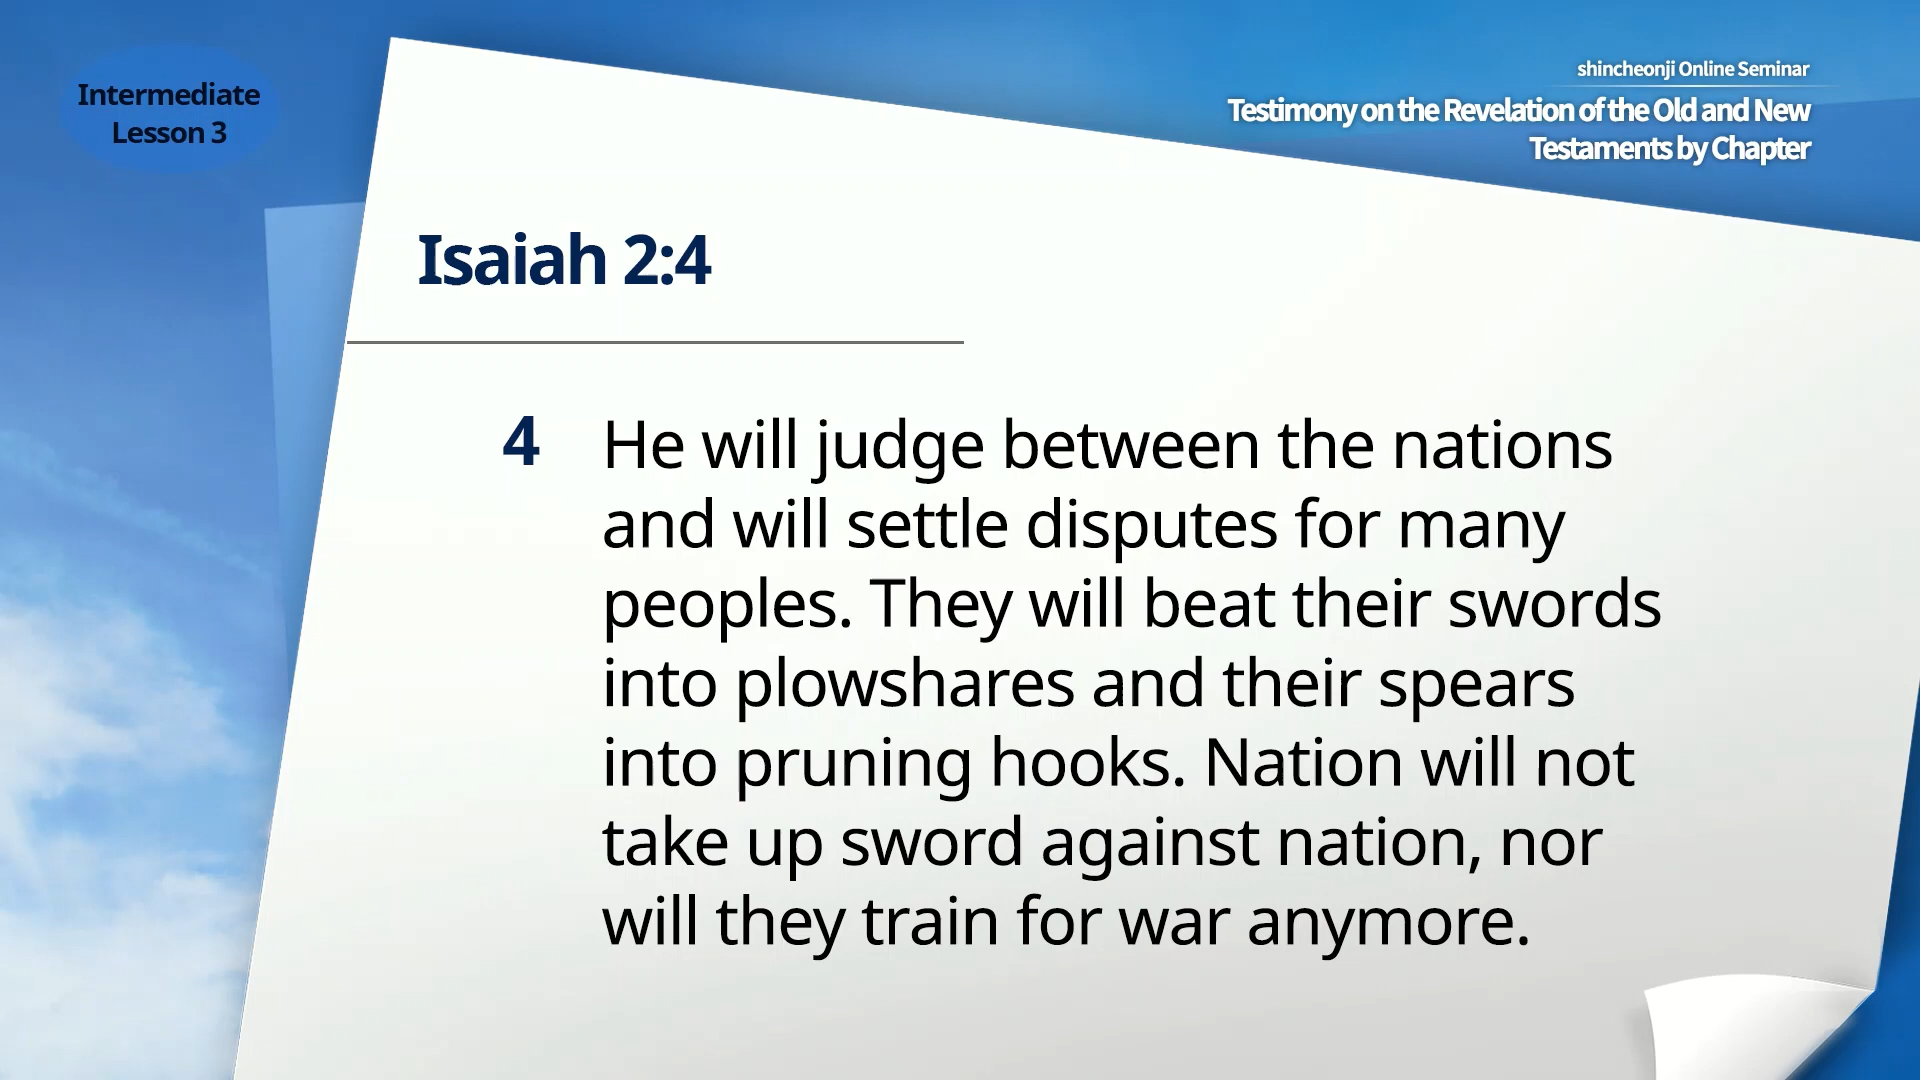 Intermediate
Lesson 3
shincheonji Online Seminar
Testimony on the Revelation of the Old and New
Testaments by Chapter
Isaiah 2:4
4 He will judge between the nations
and will settle disputes for many
peoples. They will beat their swords
into plowshares and their spears
into pruning hooks. Nation will not
take up sword against nation, nor
will they train for war anymore.